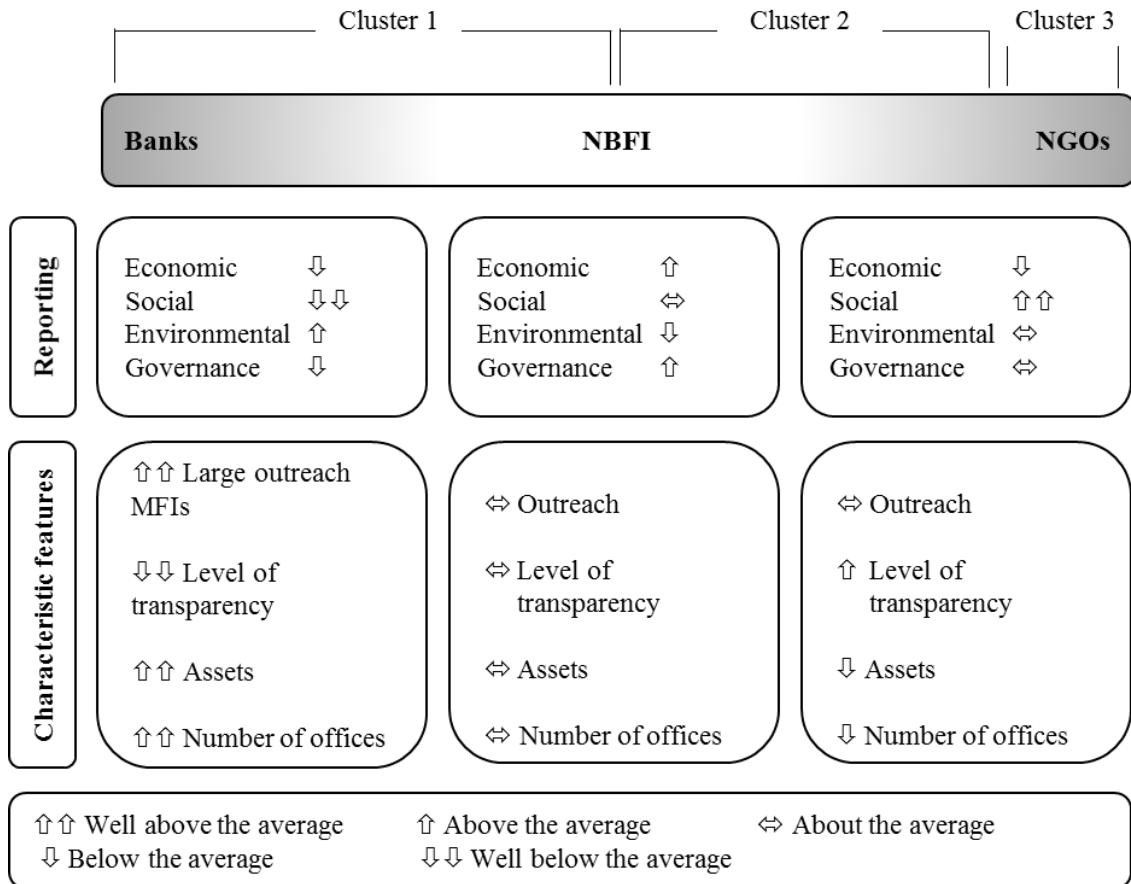 Cluster 1
Cluster 2
Cluster 3
Banks
NBFI
NGOs
Reporting
Economic ⇩
Social ⇩⇩
Environmental ⇧
Governance ⇩
Economic ⇧
Social ⬄
Environmental ⇩
Governance ⇧
Economic ⇩
Social ⇧⇧
Environmental ⬄
Governance ⬄
Characteristic features
⇧⇧ Large outreach
MFIs
⇩⇩ Level of
transparency
⇧⇧ Assets
⇧⇧ Number of offices
⬄ Outreach
⬄ Level of
transparency
⬄ Assets
⬄ Number of offices
⬄ Outreach
⇧ Level of
transparency
⇩ Assets
⇩ Number of offices
⇧⇧ Well above the average ⇧ Above the average ⬄ About the average
⇩ Below the average ⇩⇩ Well below the average